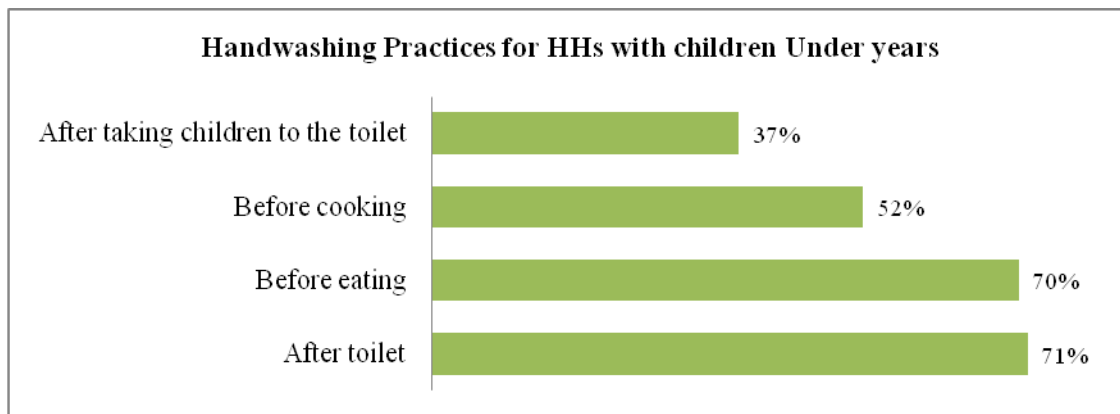 Handwashing Practices for HHs with children Under years
After taking children to the toilet
37%
Before cooking
52%
Before eating
70%
After toilet
71%